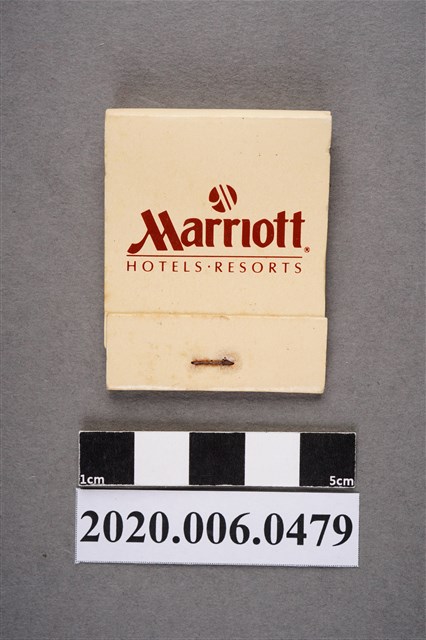 Marriott®
HOTELS·RESORTS
1cm 5cm
2020.006.0479